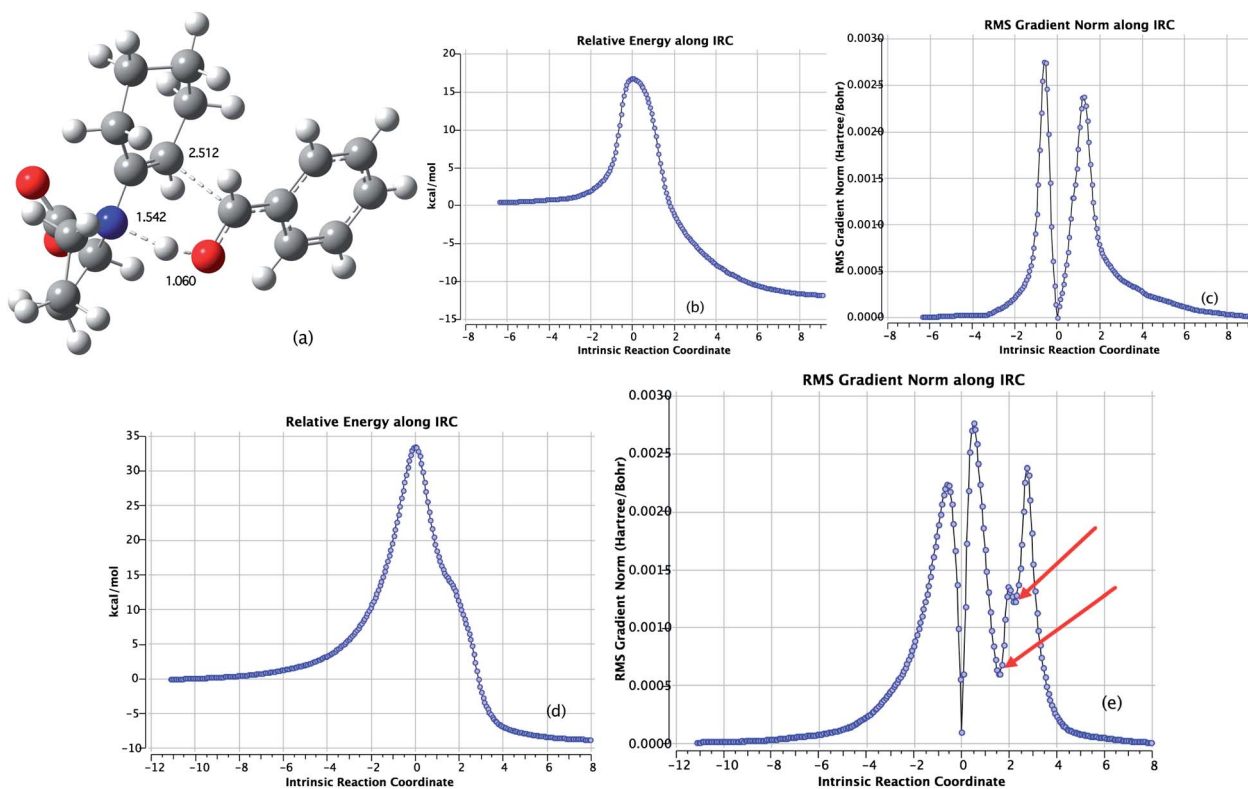 2.512
1.542
1.060
(a)
Relative Energy along IRC
kcal/mol
20
15
10
5
0
−5
−10
−15
−8 −6 −4 −2 0 2 4 6 8
Intrinsic Reaction Coordinate
(b)
RMS Gradient Norm along IRC
RMS Gradient Norm (Hartree/Bohr)
0.0030
0.0025
0.0020
0.0015
0.0010
0.0005
0.0000
−8 −6 −4 −2 0 2 4 6 8
Intrinsic Reaction Coordinate
(c)
Relative Energy along IRC
kcal/mol
35
30
25
20
15
10
5
0
−5
−10
−12 −10 −8 −6 −4 −2 0 2 4 6 8
Intrinsic Reaction Coordinate
(d)
RMS Gradient Norm along IRC
RMS Gradient Norm (Hartree/Bohr)
0.0030
0.0025
0.0020
0.0015
0.0010
0.0005
0.0000
−12 −10 −8 −6 −4 −2 0 2 4 6 8
Intrinsic Reaction Coordinate
(e)